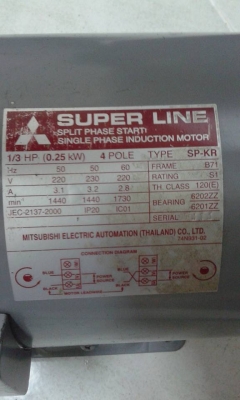 SUPER LINE
SPLIT PHASE START
SINGLE PHASE INDUCTION MOTOR
1/3 HP (0.25 kW) 4 POLE TYPE SP-KR
Hz 50 50 60 FRAME B71
V 220 230 220 RATING S1
A 3.1 3.2 2.8 TH. CLASS 120(E)
min 1440 1440 1730 BEARING 6202ZZ
JEC-2137-2000 IP20 IC01 6201ZZ
SERIAL
MITSUBISHI ELECTRIC AUTOMATION (THAILAND) CO., LTD.
CONNECTION DIAGRAM